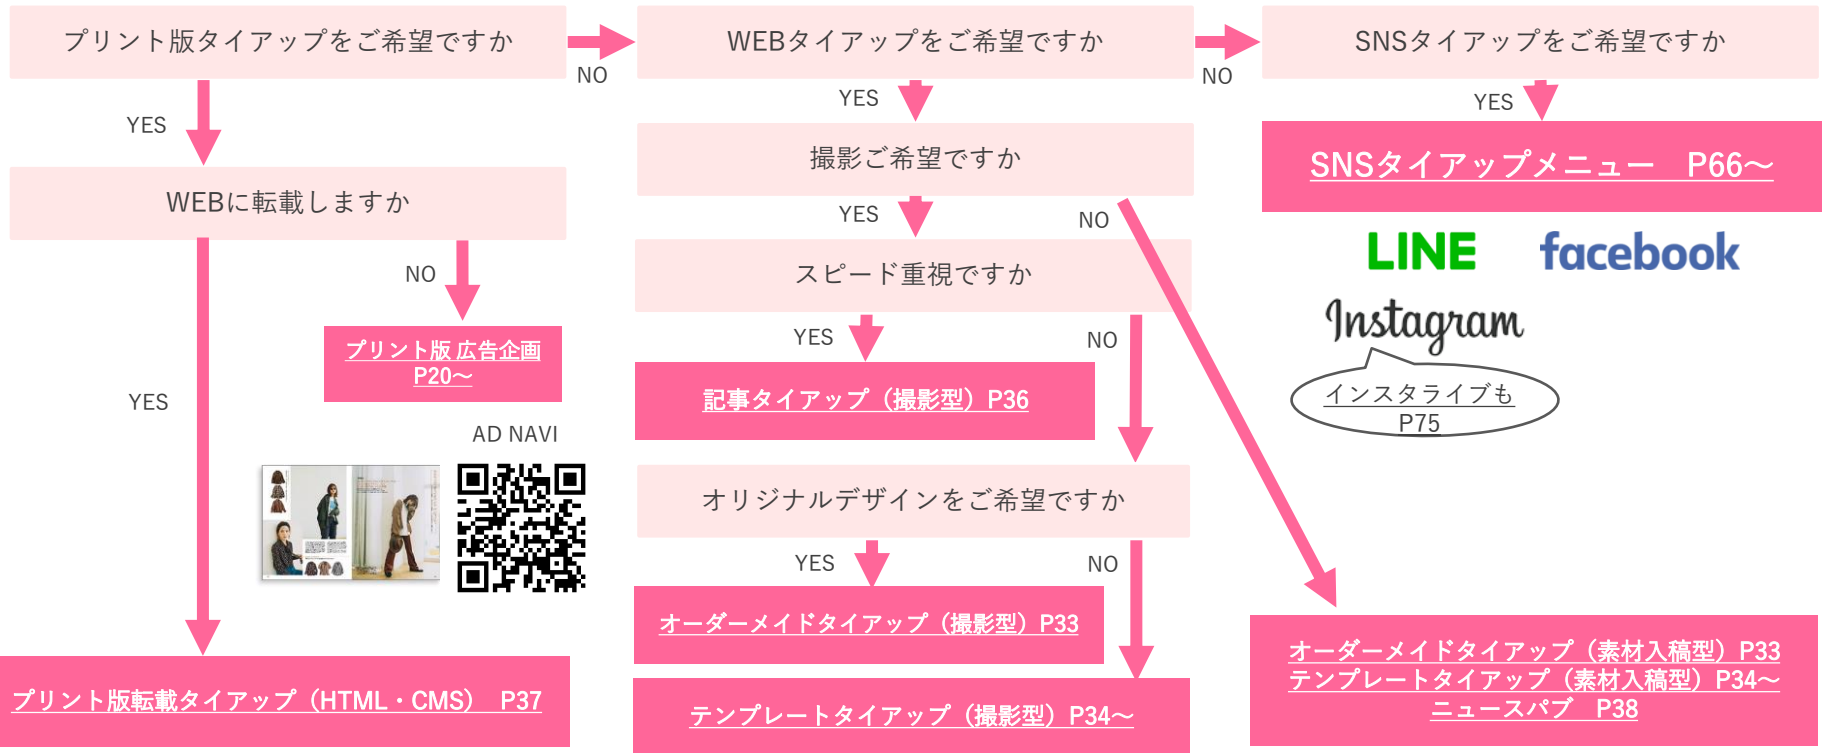 プリント版タイアップをご希望ですか
NO
WEBタイアップをご希望ですか
NO
SNSタイアップをご希望ですか
YES
WEBに転載しますか
NO
プリント版 広告企画
P20～
YES
AD NAVI
プリント版転載タイアップ（HTML・CMS）　P37
YES
撮影ご希望ですか
YES
NO
スピード重視ですか
YES
NO
記事タイアップ（撮影型）P36
オリジナルデザインをご希望ですか
YES
NO
オーダーメイドタイアップ（撮影型）P33
テンプレートタイアップ（撮影型）P34～
YES
SNSタイアップメニュー　P66～
LINE
facebook
Instagram
インスタライブも
P75
オーダーメイドタイアップ（素材入稿型）P33
テンプレートタイアップ（素材入稿型）P34～
ニュースパブ　P38